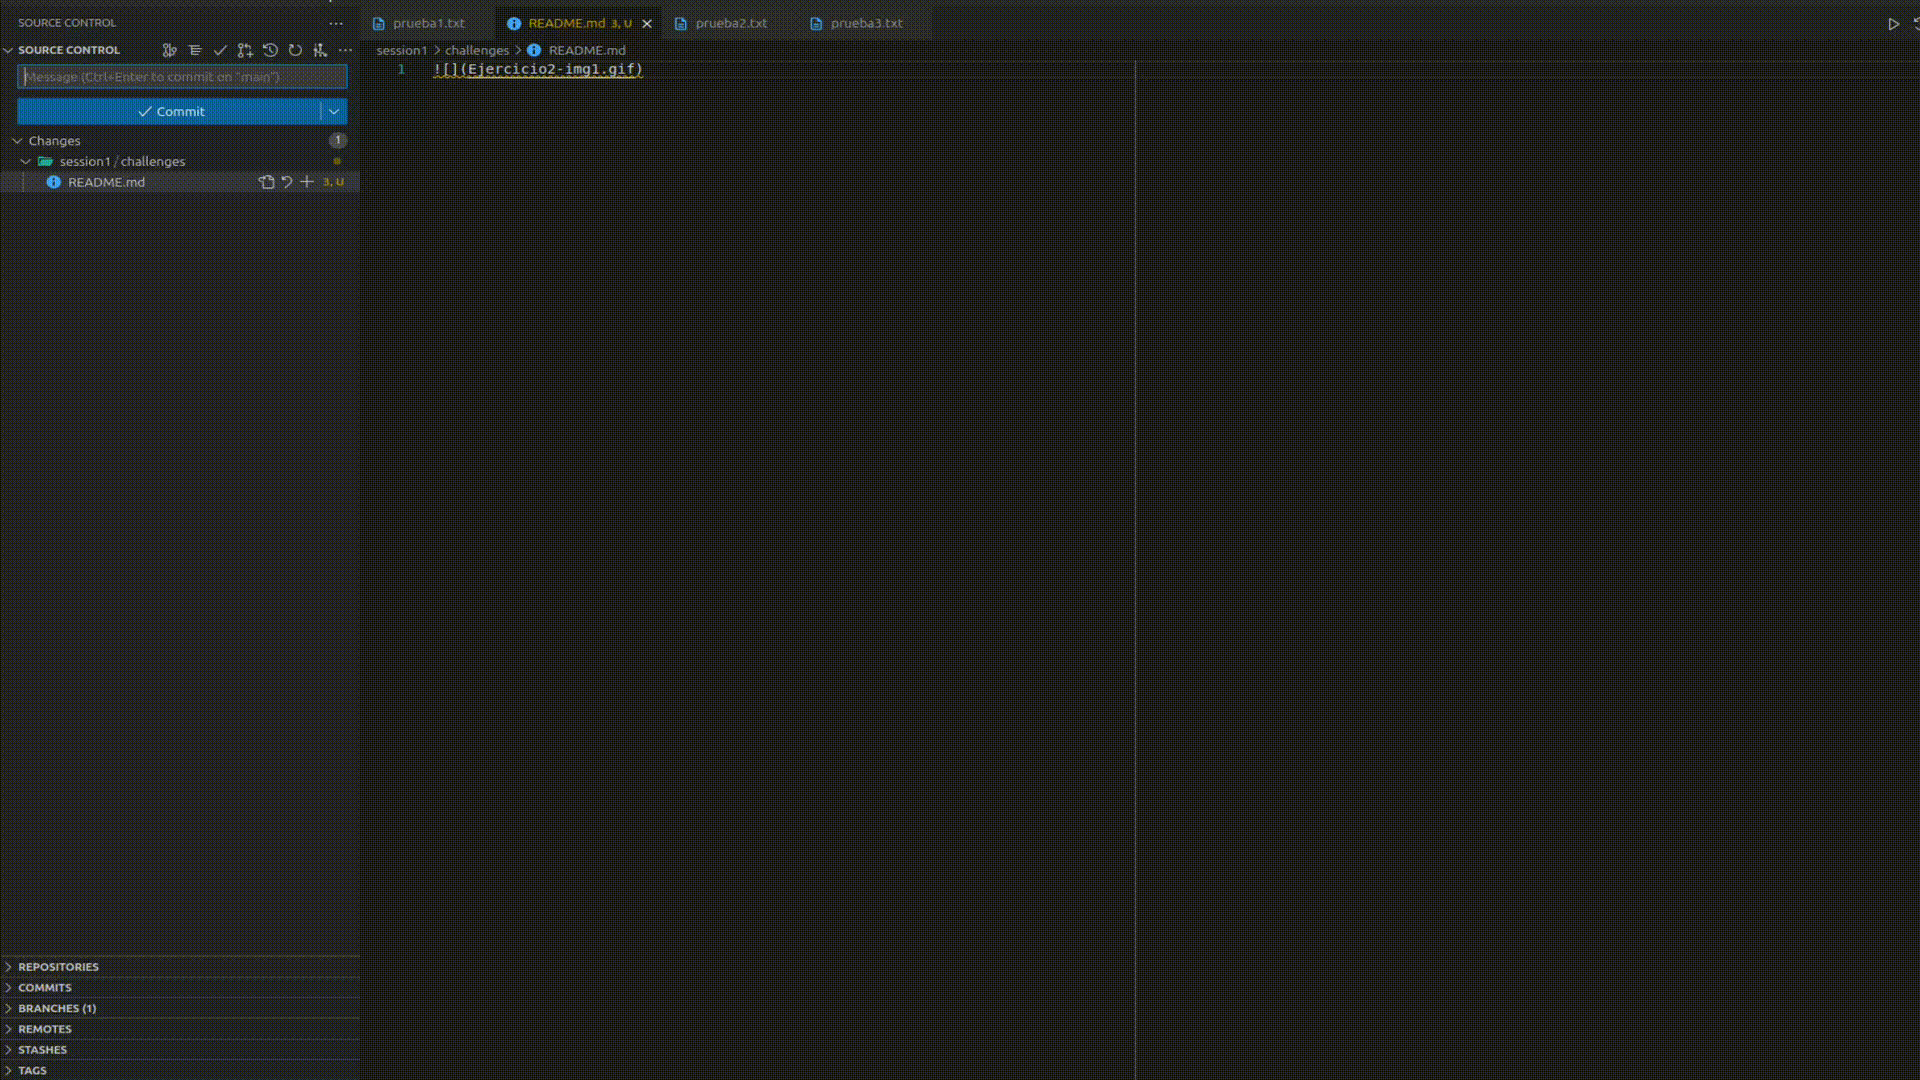 SOURCE CONTROL
SOURCE CONTROL
Message (Ctrl+Enter to commit on "main")
Commit
Changes 1
session1 / challenges
README.md 3, U
REPOSITORIES
COMMITS
BRANCHES (1)
REMOTES
STASHES
TAGS
prueba1.txt README.md 3, U prueba2.txt prueba3.txt
session1 > challenges > README.md
1 ![](Ejercicio2-img1.gif)